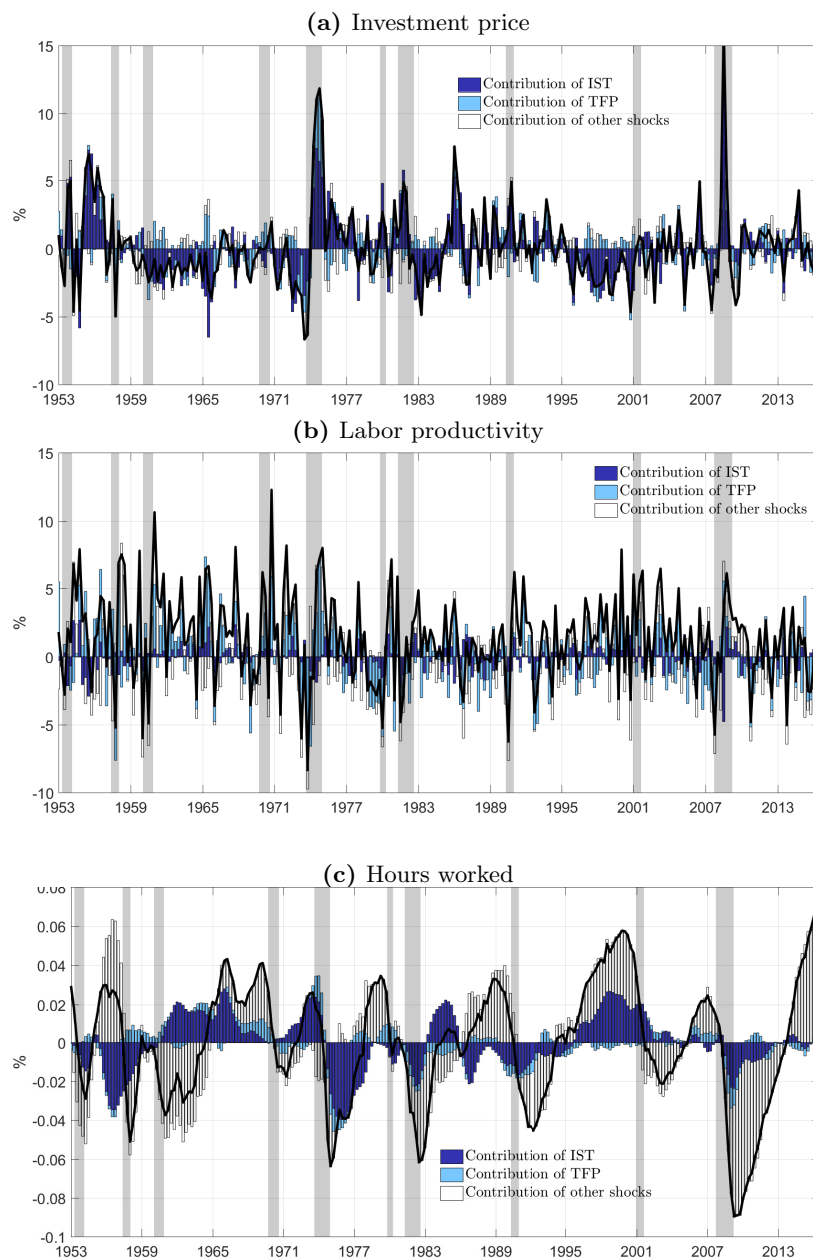 (a) Investment price
15
Contribution of IST
10
Contribution of TFP
Contribution of other shocks
5
%
0
-5
-10
1953 1959 1965 1971 1977 1983 1989 1995 2001 2007 2013
(b) Labor productivity
15
Contribution of IST
10
Contribution of TFP
Contribution of other shocks
5
%
0
-5
-10
1953 1959 1965 1971 1977 1983 1989 1995 2001 2007 2013
(c) Hours worked
0.08
0.06
0.04
0.02
%
0
-0.02
-0.04
-0.06
Contribution of IST
Contribution of TFP
-0.08
Contribution of other shocks
-0.1
1953 1959 1965 1971 1977 1983 1989 1995 2001 2007 2013